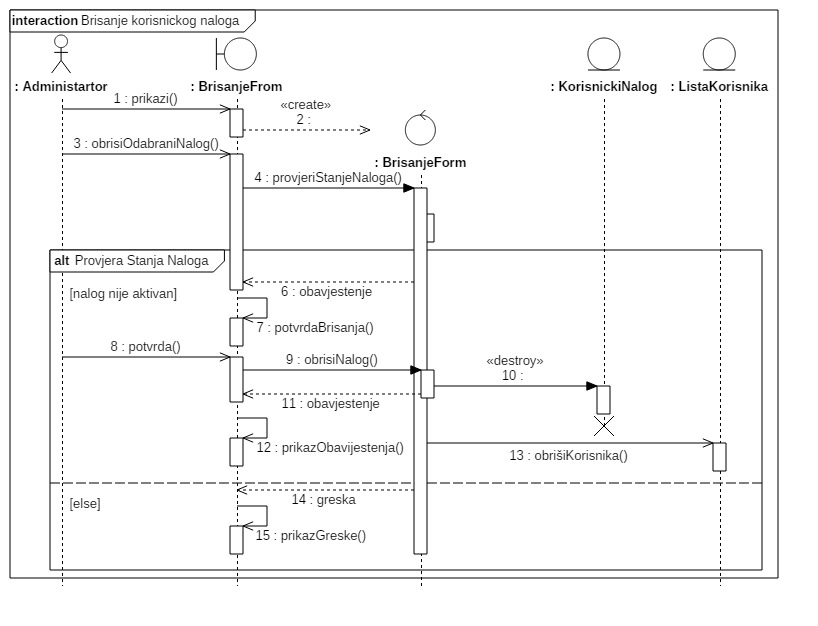 interaction Brisanje korisnickog naloga
: Administartor
: BrisanjeFrom
: KorisnickiNalog
: ListaKorisnika
1 : prikazi()
«create»
2 :
3 : obrisiOdabraniNalog()
: BrisanjeForm
4 : provjeriStanjeNaloga()
alt Provjera Stanja Naloga
[nalog nije aktivan]
6 : obavjestenje
7 : potvrdaBrisanja()
8 : potvrda()
9 : obrisiNalog()
«destroy»
10 :
11 : obavjestenje
12 : prikazObavijestenja()
13 : obrišiKorisnika()
[else]
14 : greska
15 : prikazGreske()